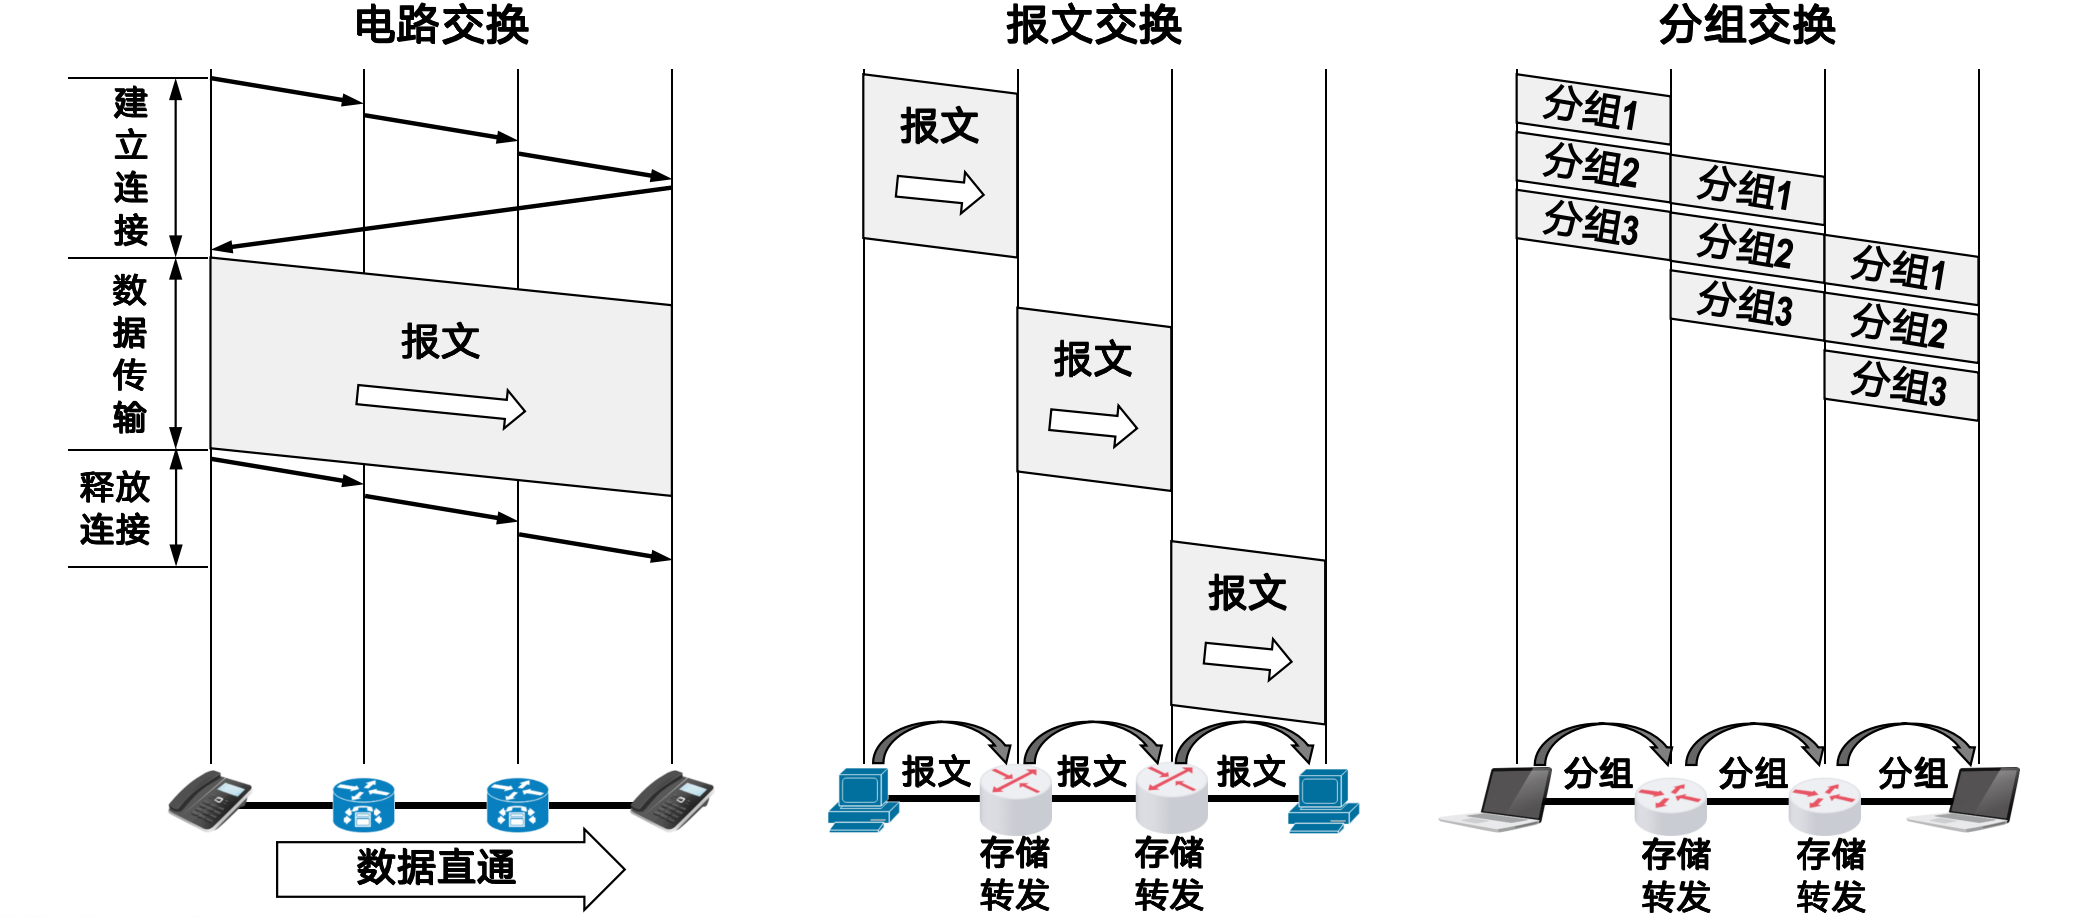 电路交换
报文交换
分组交换
建
立
连
接
数
据
传
输
释放
连接
报文
数据直通
报文
报文
报文
报文
报文
报文
存储
转发
存储
转发
分组1
分组2
分组3
分组1
分组2
分组3
分组1
分组2
分组3
分组
分组
分组
存储
转发
存储
转发